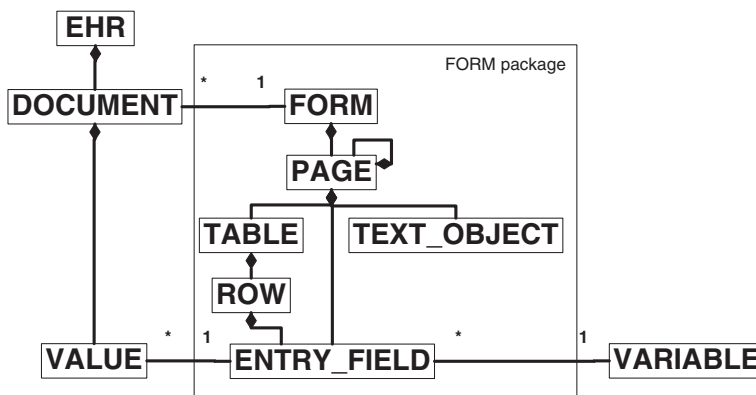 EHR
FORM package
* 1
DOCUMENT FORM
PAGE
TABLE TEXT_OBJECT
ROW
* 1 * 1
VALUE ENTRY_FIELD VARIABLE